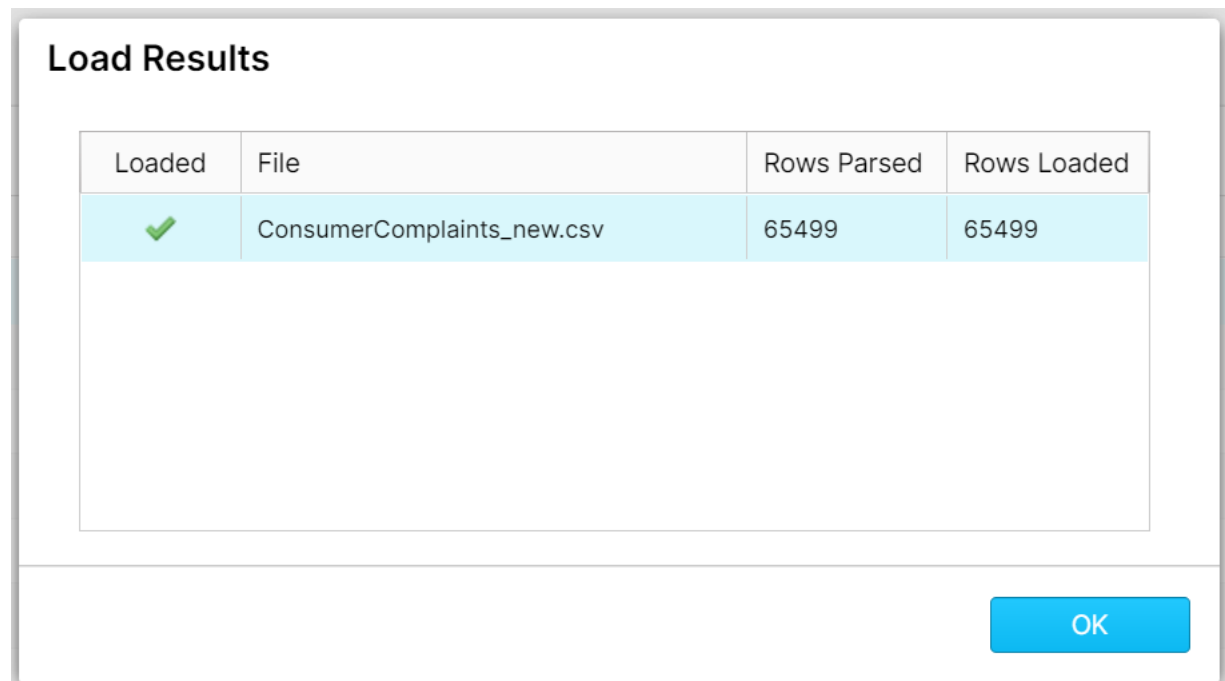 Load Results
Loaded File Rows Parsed Rows Loaded
ConsumerComplaints_new.csv 65499 65499
OK